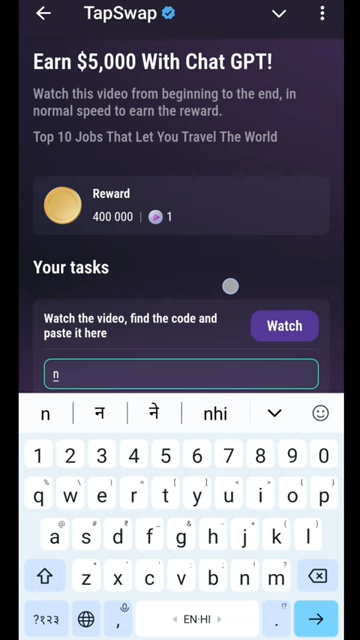 TapSwap
Earn $5,000 With Chat GPT!
Watch this video from beginning to the end, in
normal speed to earn the reward.
Top 10 Jobs That Let You Travel The World
Reward
400 000 | 1
Your tasks
Watch the video, find the code and
paste it here
Watch
n
n न ने nhi
1 2 3 4 5 6 7 8 9 0
% \ | = [ ] < > { }
q w e r t y u i o p
@ # ₹ _ & - + ( ) 
a s d f g h j k l
* " ' : ; ! ?
z x c v b n m
?१२३ , EN·HI . !?